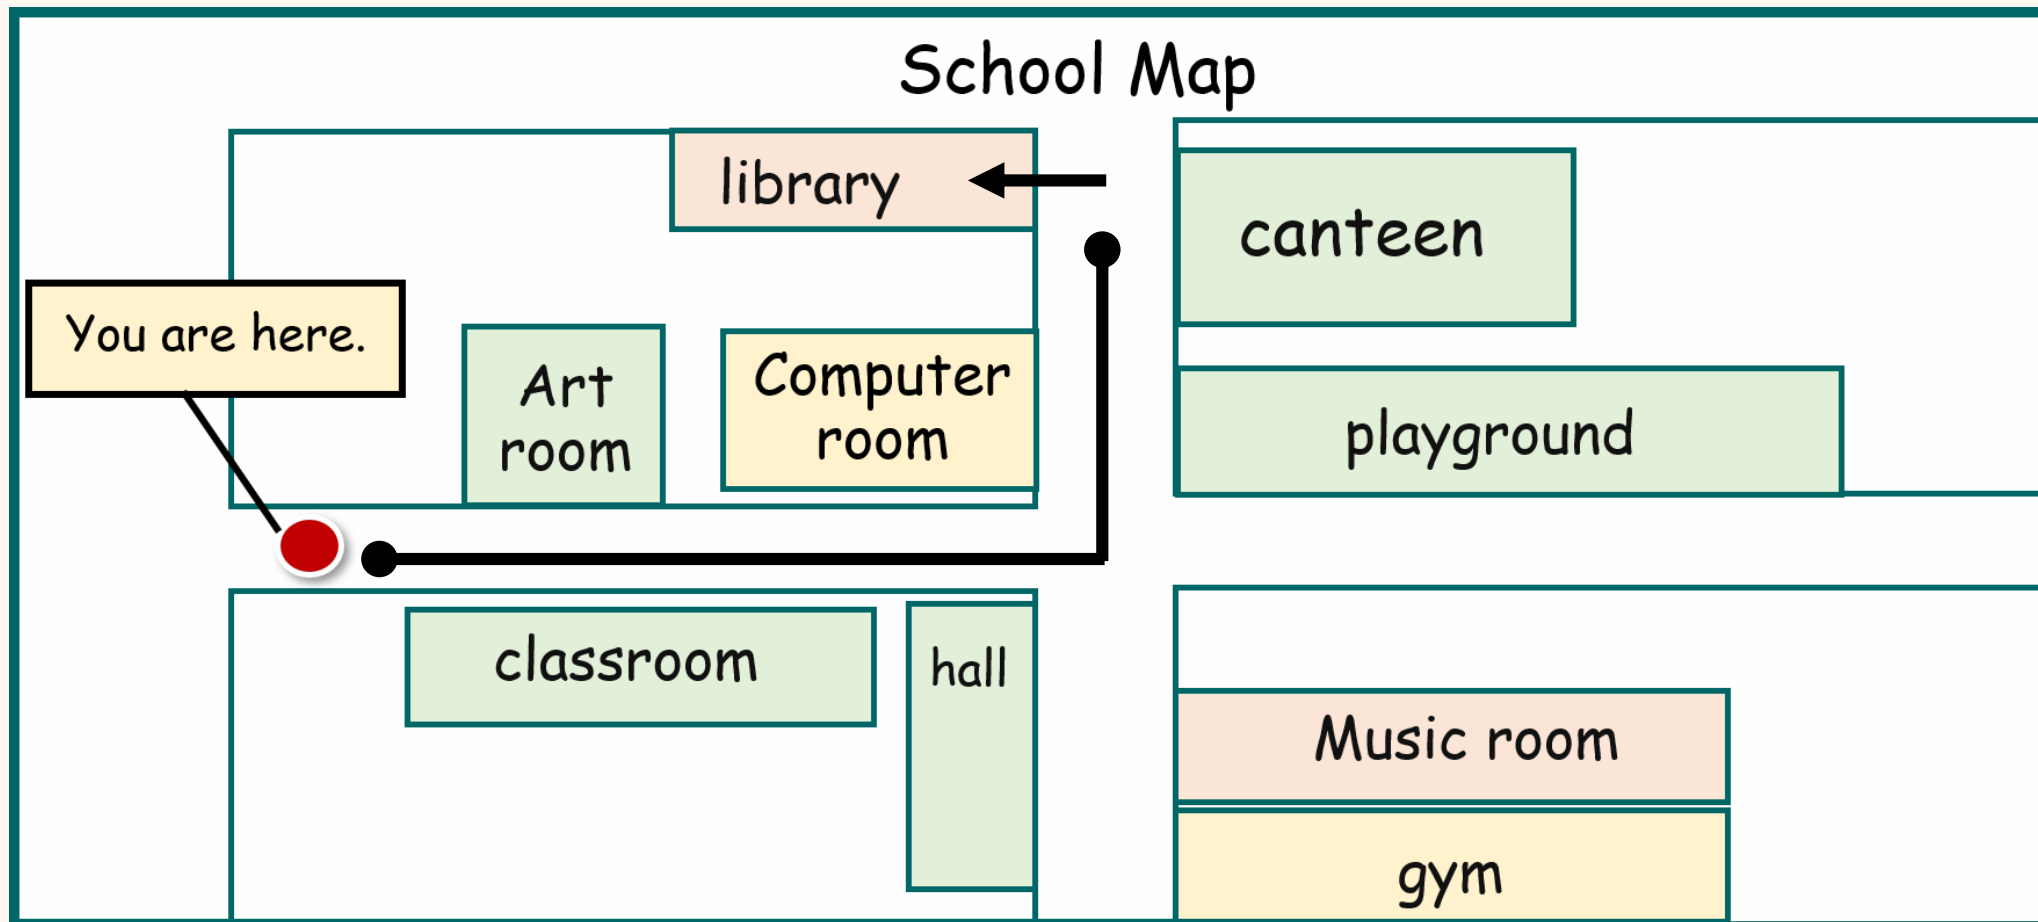 School Map
library
canteen
You are here.
Art
room
Computer
room
playground
classroom
hall
Music room
gym